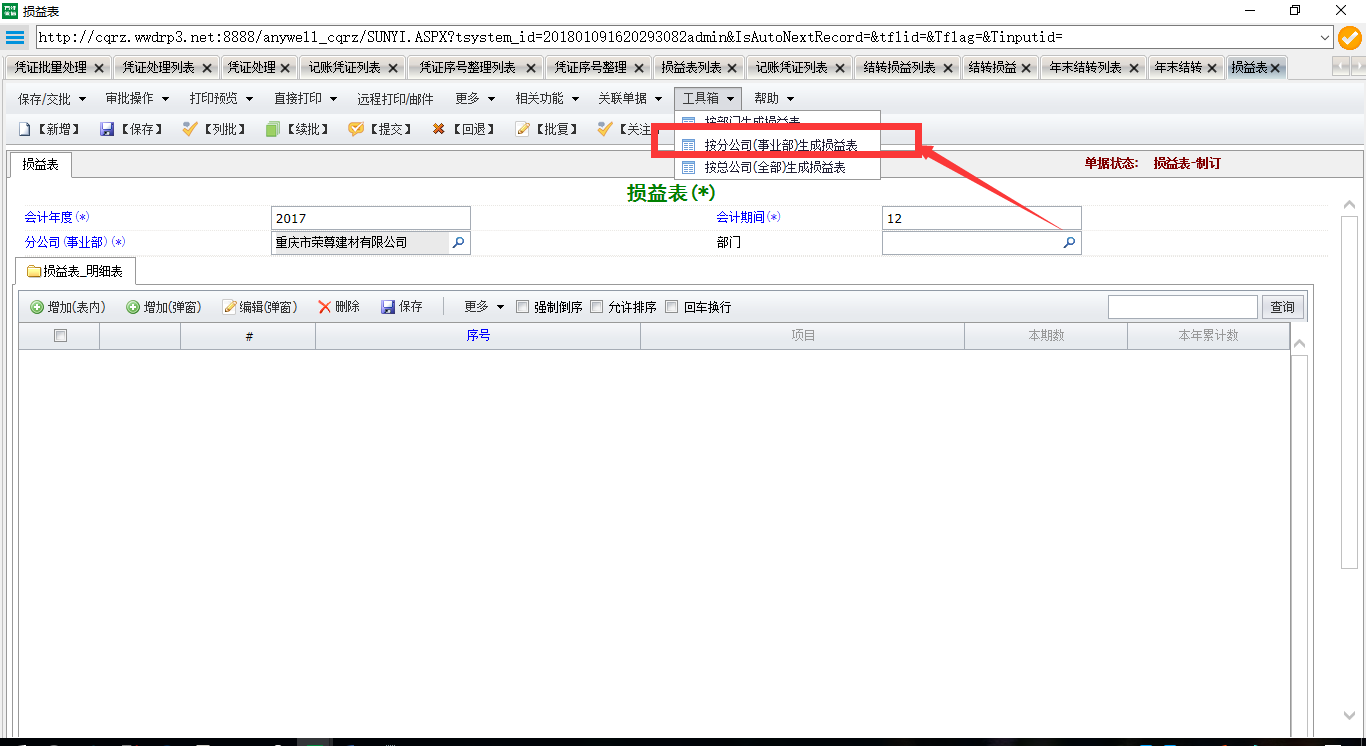 损益表
http://cqrz.wwdrp3.net:8888/anywell_cqrz/SUNYI.ASPX?tsystem_id=201801091620293082admin&IsAutoNextRecord=&tflid=&Tflag=&Tinputid=
凭证批量处理 凭证处理列表 凭证处理 记账凭证列表 凭证序号整理列表 凭证序号整理 损益表列表 记账凭证列表 结转损益列表 结转损益 年末结转列表 年末结转 损益表
保存/交批 审批操作 打印预览 直接打印 远程打印/邮件 更多 相关功能 关联单据 工具箱 帮助
【新增】 【保存】 【列批】 【续批】 【提交】 【回退】 【批复】 【关注
按部门生成损益表
按分公司(事业部)生成损益表
按总公司(全部)生成损益表
损益表 单据状态: 损益表-制订
损益表(*)
会计年度(*) 2017 会计期间(*) 12
分公司(事业部)(*) 重庆市荣尊建材有限公司 部门
损益表_明细表
增加(表内) 增加(弹窗) 编辑(弹窗) 删除 保存 更多 强制倒序 允许排序 回车换行 查询
# 序号 项目 本期数 本年累计数